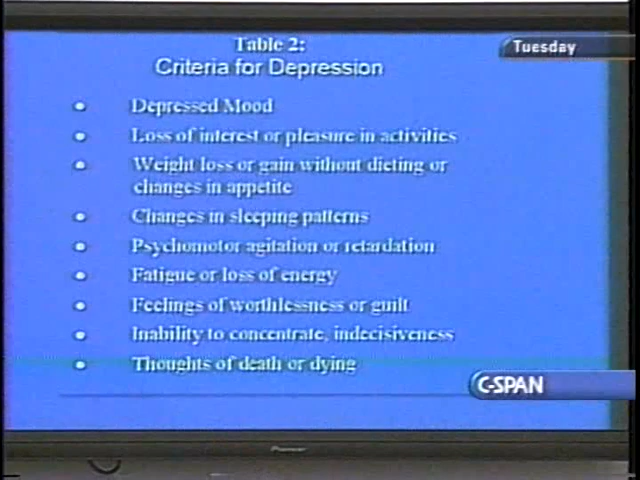 Table 2:
Criteria for Depression
Tuesday
Depressed Mood
Loss of interest or pleasure in activities
Weight loss or gain without dieting or
changes in appetite
Changes in sleeping patterns
Psychomotor agitation or retardation
Fatigue or loss of energy
Feelings of worthlessness or guilt
Inability to concentrate, indecisiveness
Thoughts of death or dying
C-SPAN
Pioneer